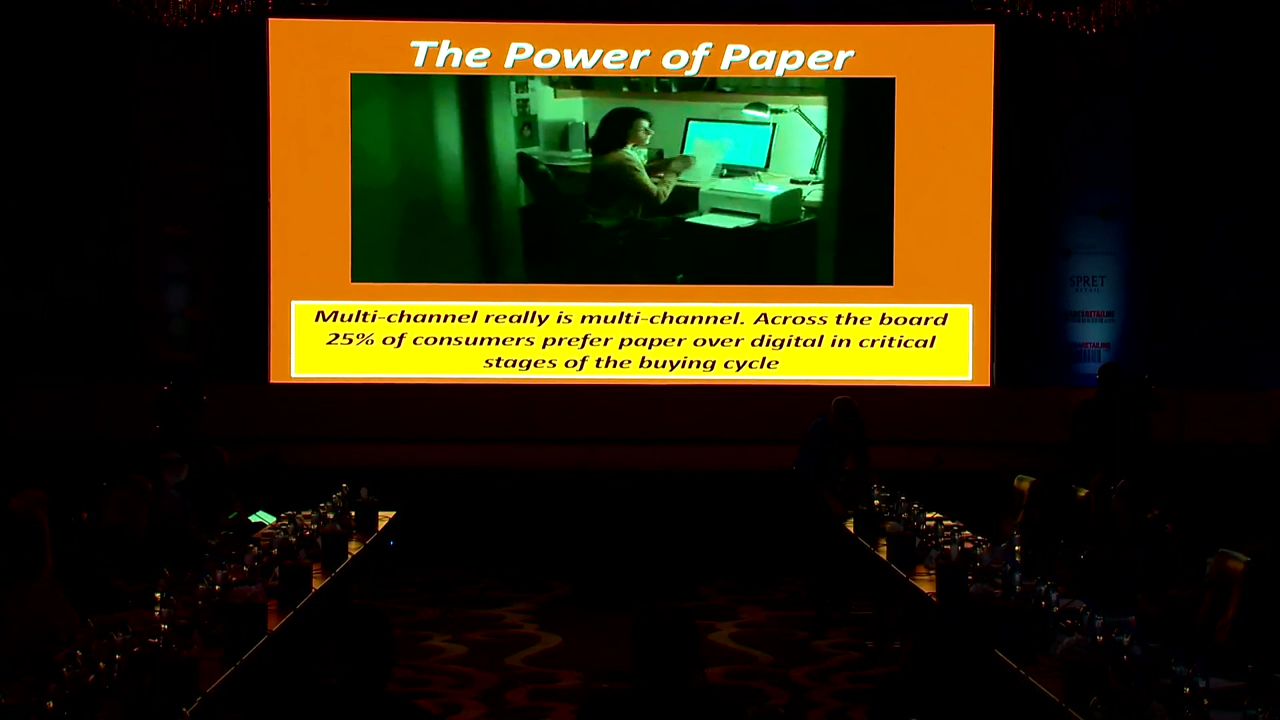 The Power of Paper
Multi-channel really is multi-channel. Across the board
25% of consumers prefer paper over digital in critical
stages of the buying cycle
SPRET